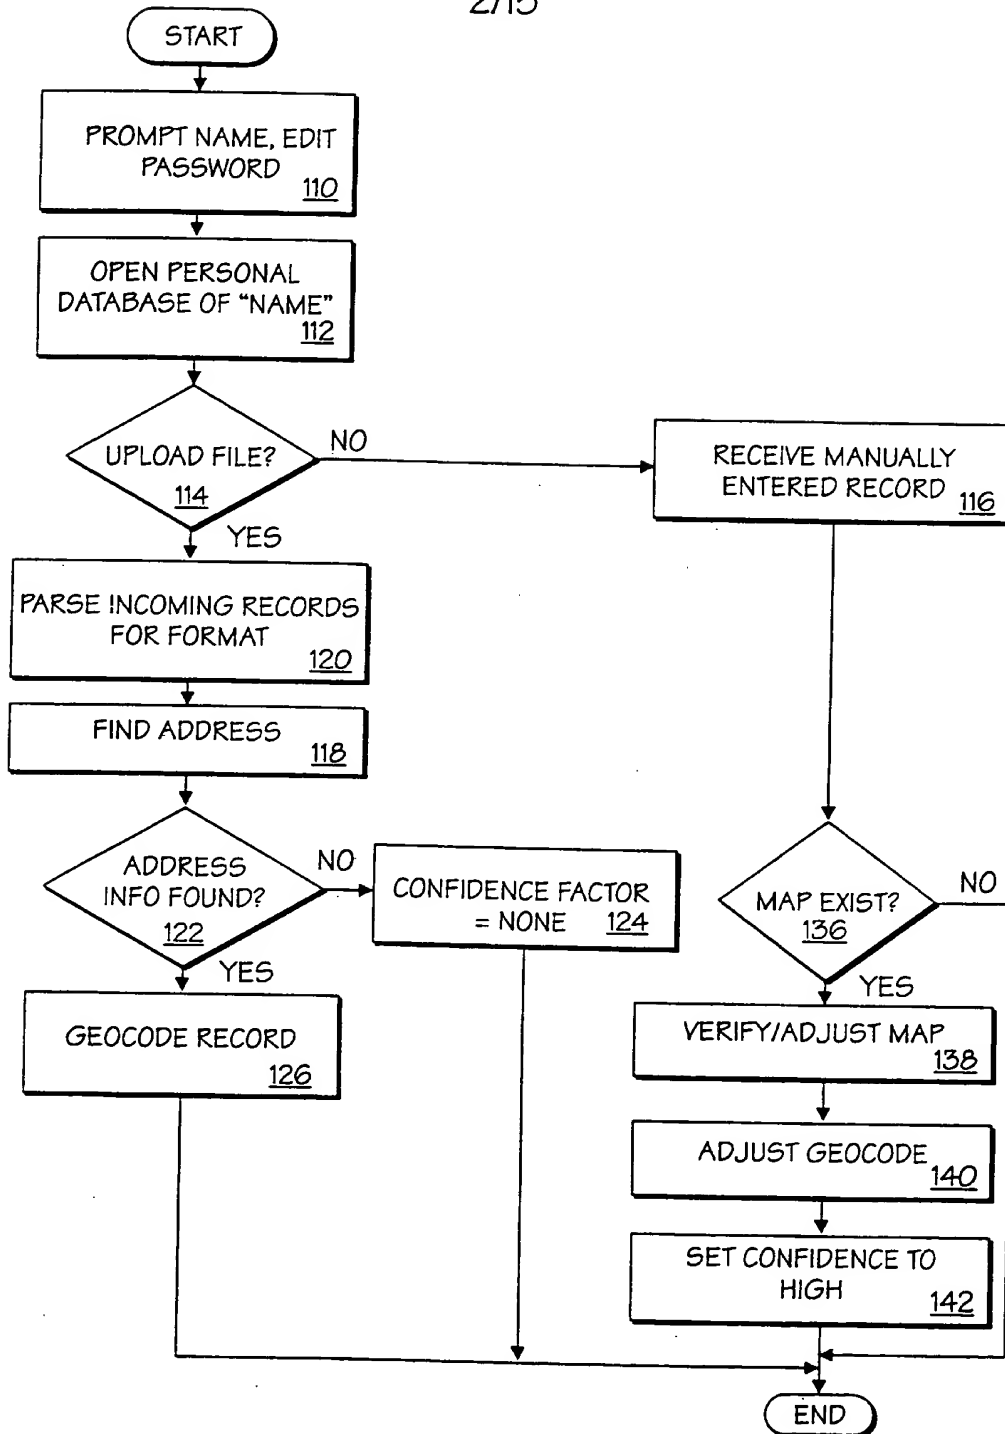 2/15
START
PROMPT NAME, EDIT
PASSWORD
110
OPEN PERSONAL
DATABASE OF "NAME"
112
UPLOAD FILE?
114
NO
YES
RECEIVE MANUALLY
ENTERED RECORD
116
PARSE INCOMING RECORDS
FOR FORMAT
120
FIND ADDRESS
118
ADDRESS
INFO FOUND?
122
NO
YES
CONFIDENCE FACTOR
= NONE 124
GEOCODE RECORD
126
MAP EXIST?
136
NO
YES
VERIFY/ADJUST MAP
138
ADJUST GEOCODE
140
SET CONFIDENCE TO
HIGH
142
END